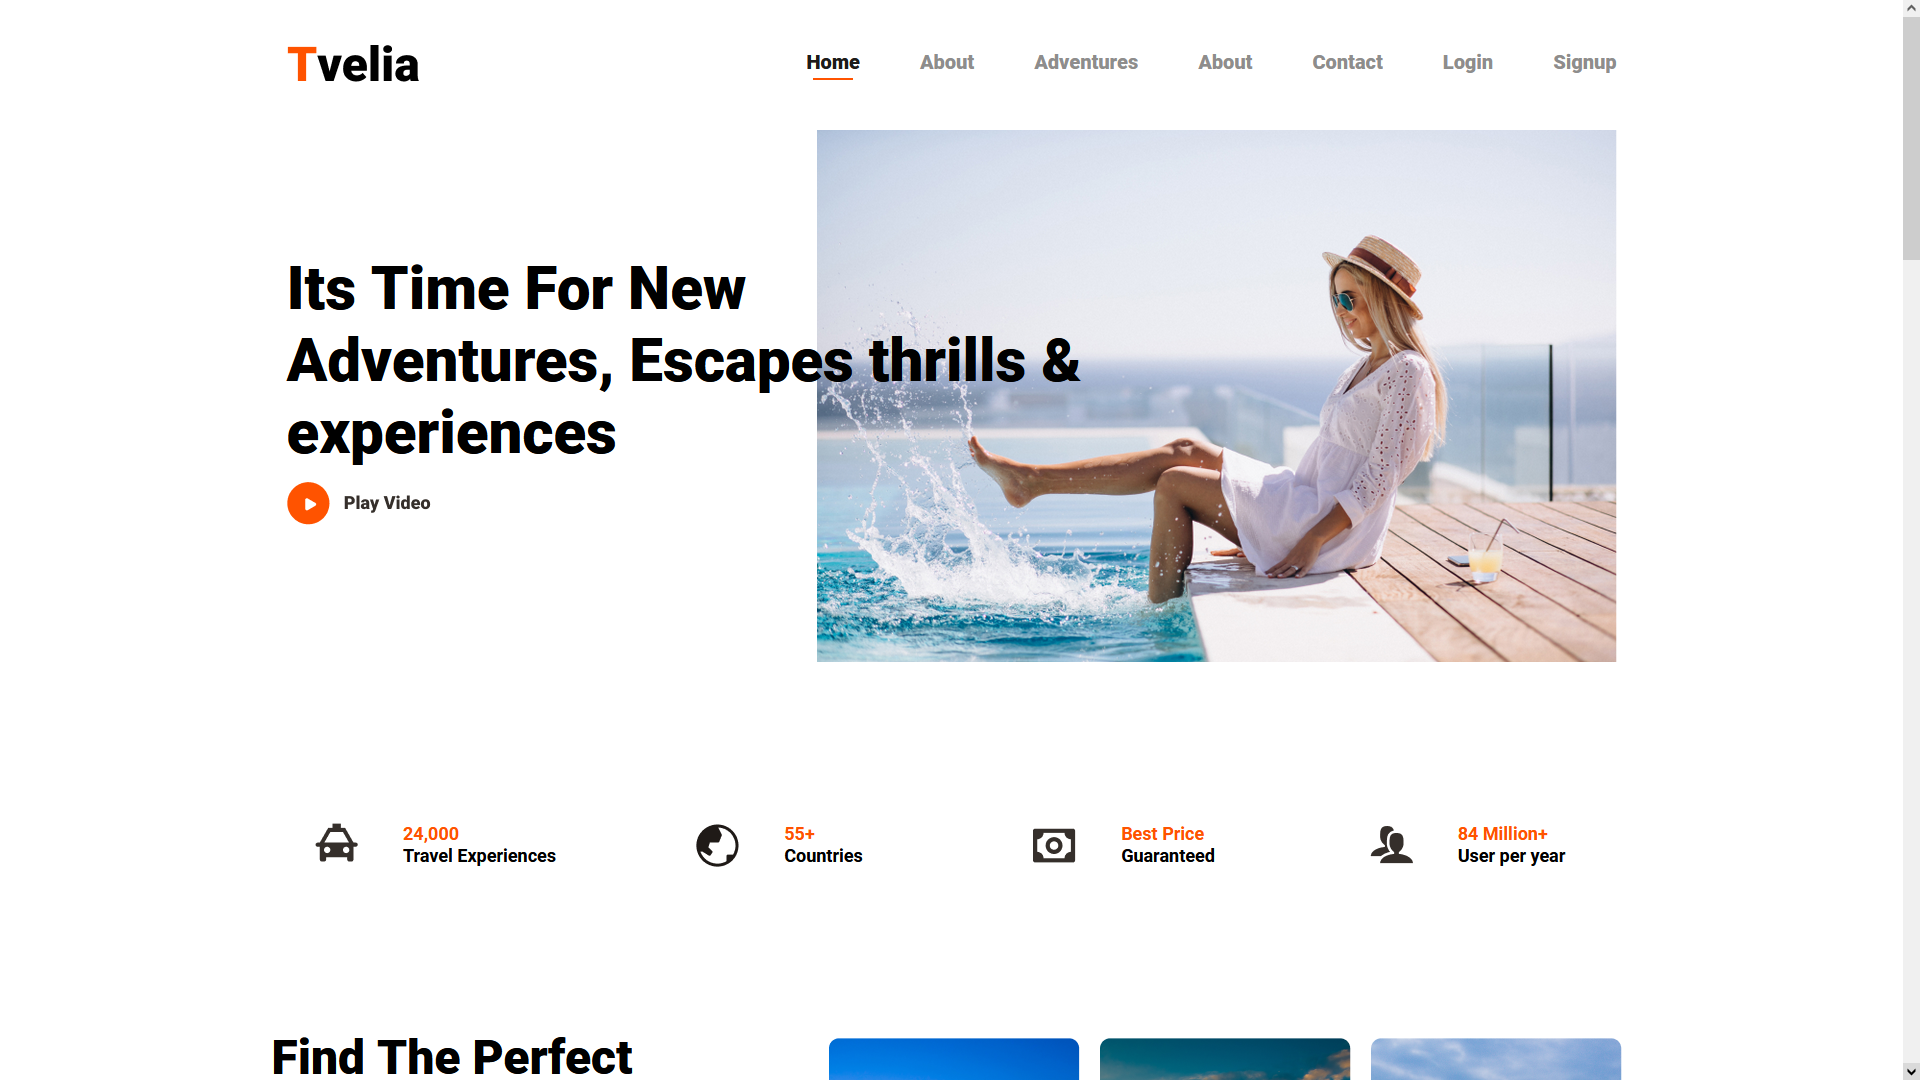 Tvelia
Home About Adventures About Contact Login Signup
Its Time For New
Adventures, Escapes thrills &
experiences
Play Video
24,000
Travel Experiences
55+
Countries
Best Price
Guaranteed
84 Million+
User per year
Find The Perfect